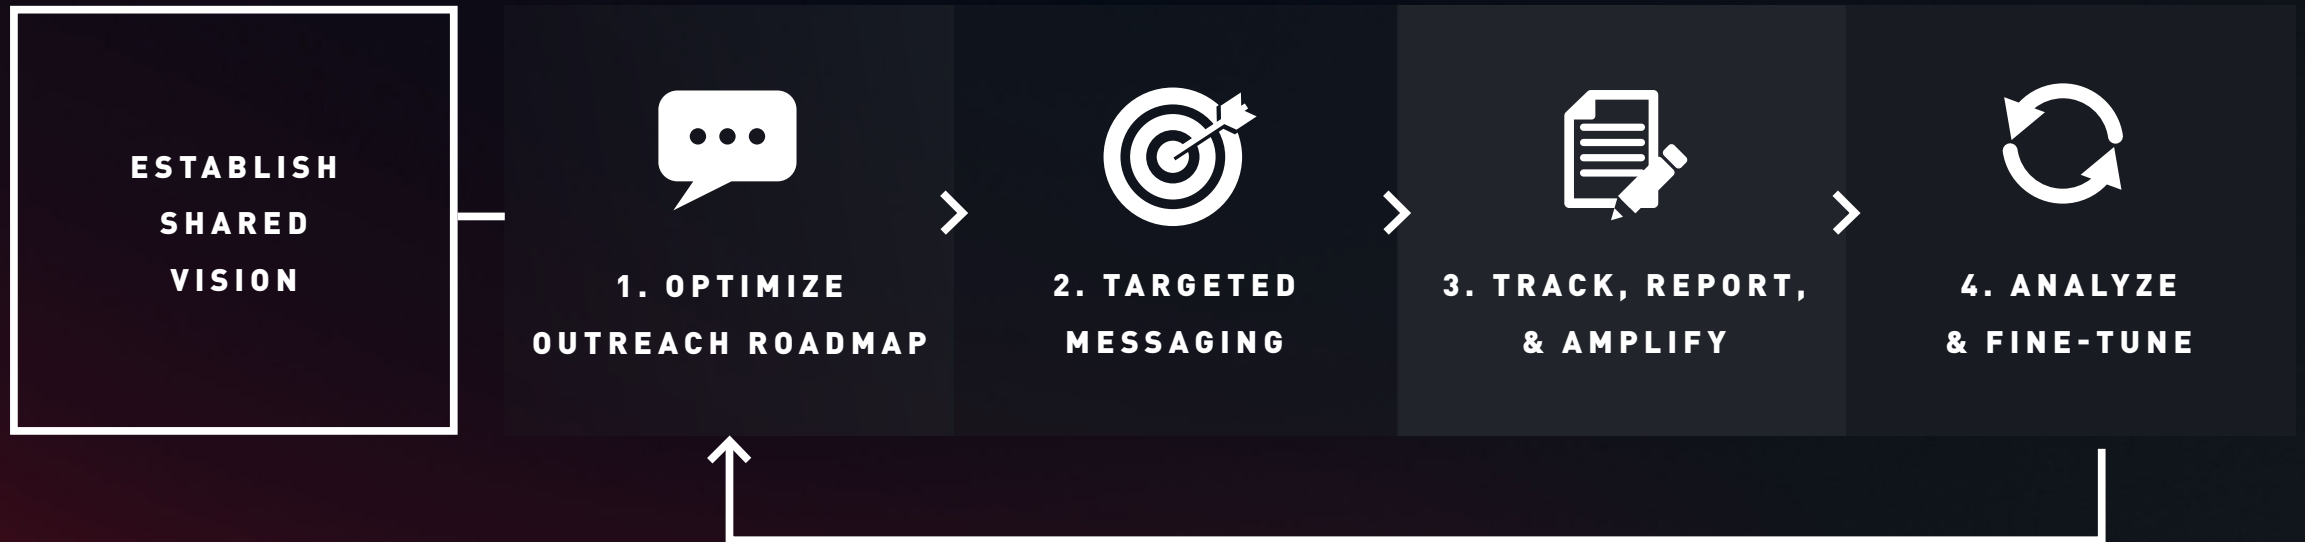 ESTABLISH
SHARED
VISION
1. OPTIMIZE
OUTREACH ROADMAP
2. TARGETED
MESSAGING
3. TRACK, REPORT,
& AMPLIFY
4. ANALYZE
& FINE-TUNE